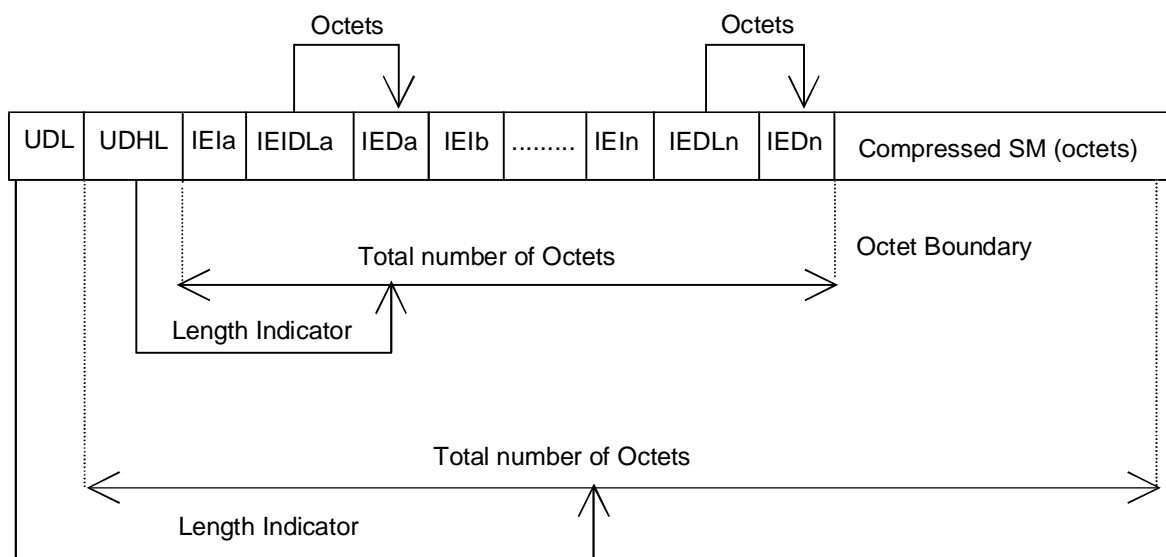 Octets Octets
UDL UDHL IEIa IEIDLa IEDa IEIb ......... IEIn IEDLn IEDn Compressed SM (octets)
Total number of Octets Octet Boundary
Length Indicator
Total number of Octets
Length Indicator